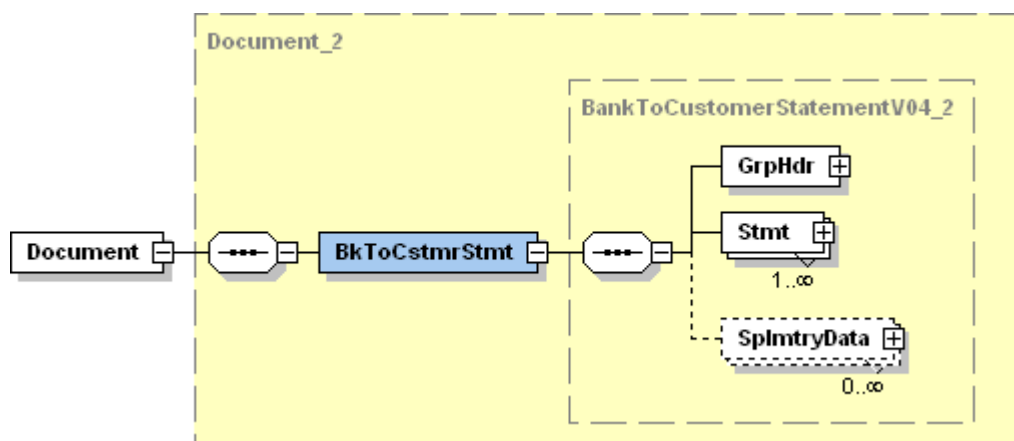 Document_2
BankToCustomerStatementV04_2
GrpHdr
Document
BkToCstmrStmt
Stmt
1..∞
SplmtryData
0..∞